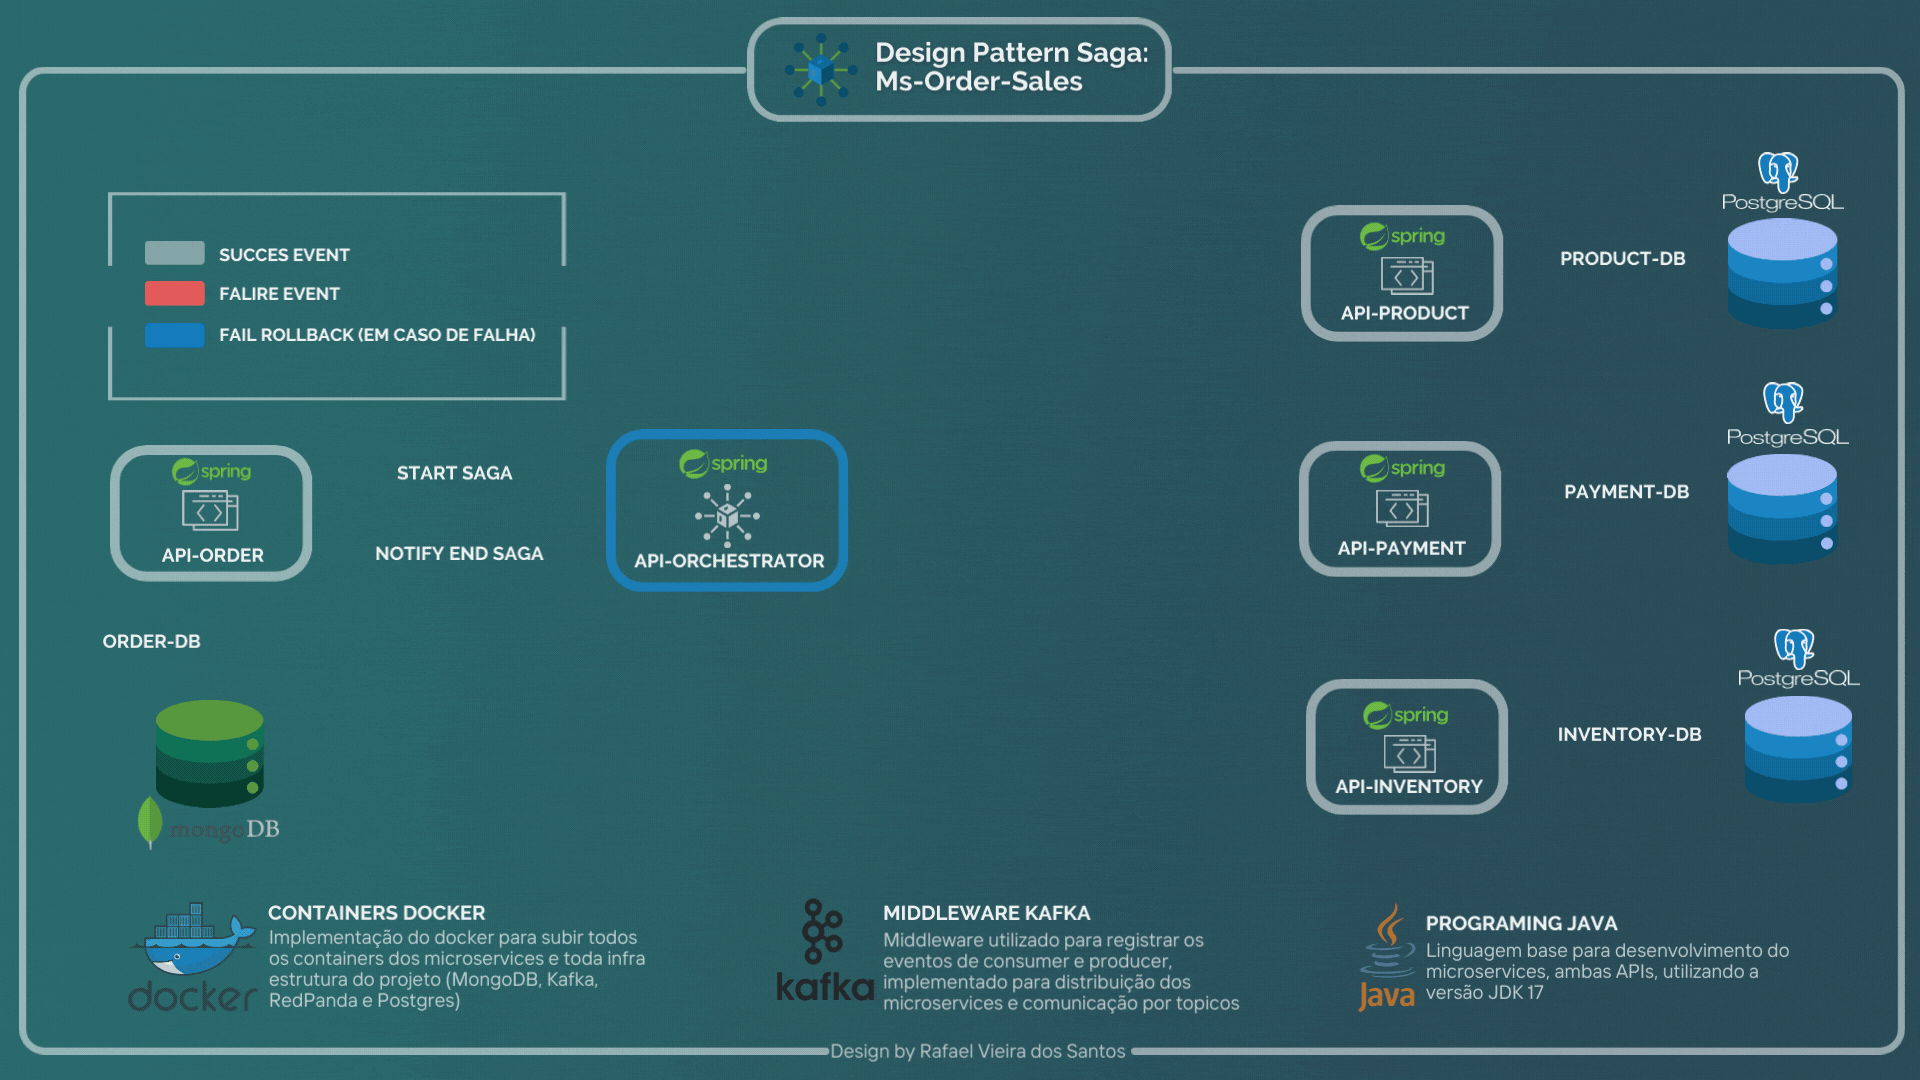 Design Pattern Saga:
Ms-Order-Sales
SUCCES EVENT
FALIRE EVENT
FAIL ROLLBACK (EM CASO DE FALHA)
spring
API-ORDER
START SAGA
NOTIFY END SAGA
spring
API-ORCHESTRATOR
ORDER-DB
mongoDB
spring
API-PRODUCT
PRODUCT-DB
PostgreSQL
spring
API-PAYMENT
PAYMENT-DB
PostgreSQL
spring
API-INVENTORY
INVENTORY-DB
PostgreSQL
docker
CONTAINERS DOCKER
Implementação do docker para subir todos
os containers dos microservices e toda infra
estrutura do projeto (MongoDB, Kafka,
RedPanda e Postgres)
kafka
MIDDLEWARE KAFKA
Middleware utilizado para registrar os
eventos de consumer e producer,
implementado para distribuição dos
microservices e comunicação por topicos
Java
PROGRAMING JAVA
Linguagem base para desenvolvimento do
microservices, ambas APIs, utilizando a
versão JDK 17
Design by Rafael Vieira dos Santos